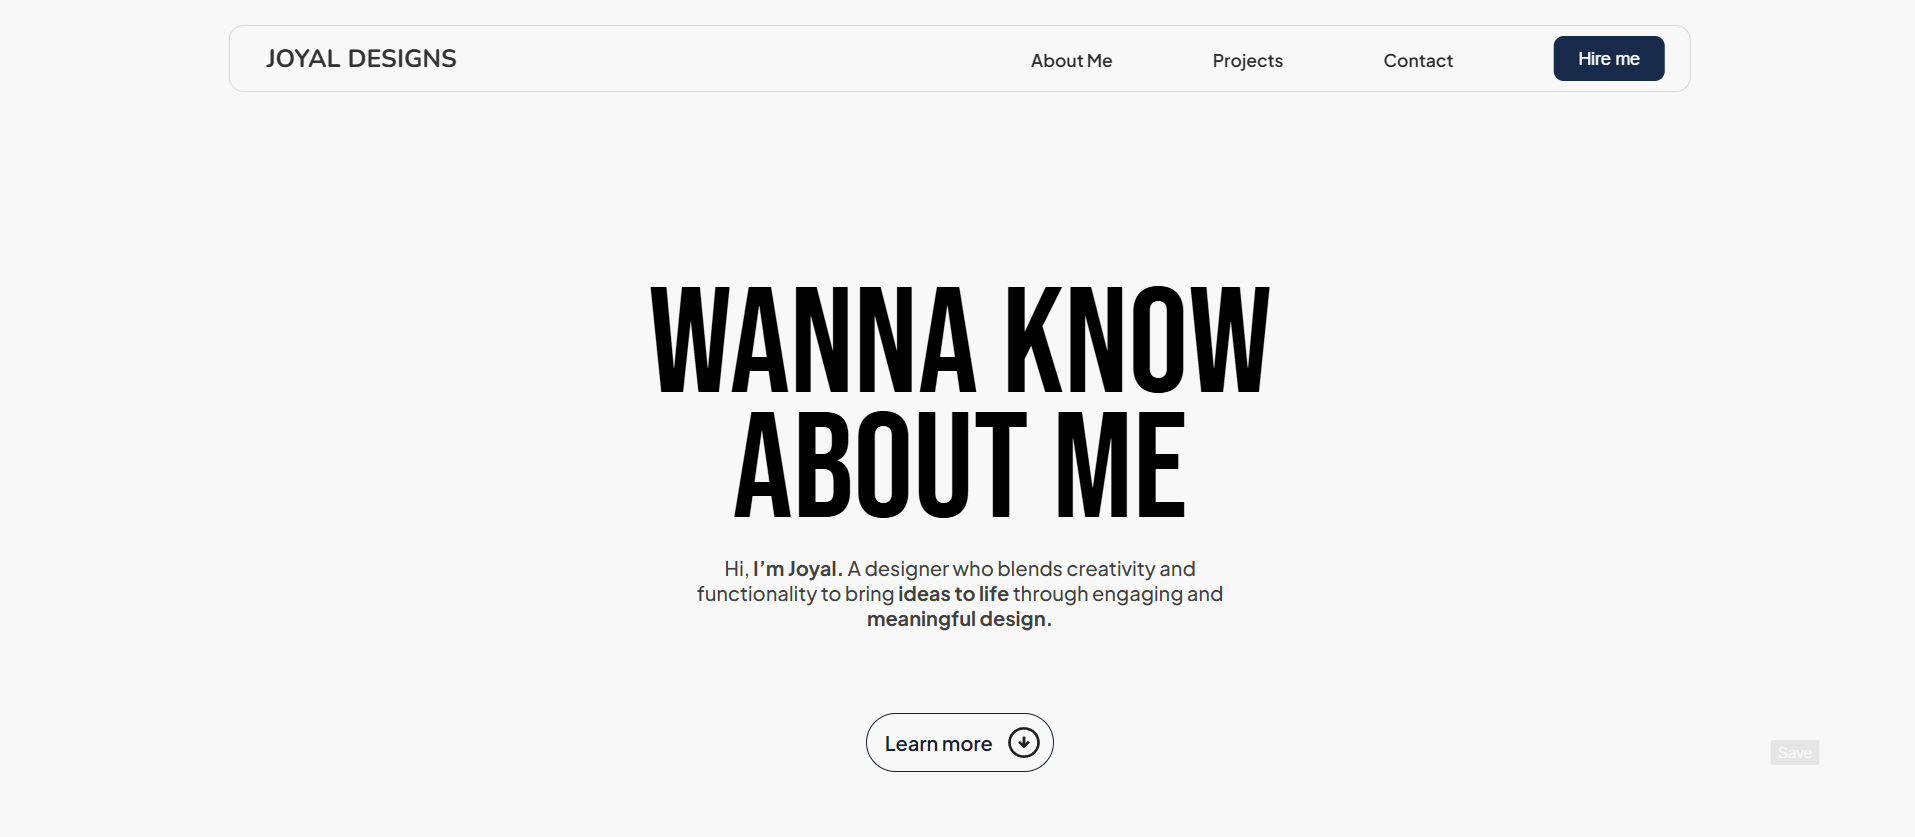 JOYAL DESIGNS
About Me
Projects
Contact
Hire me
WANNA KNOW
ABOUT ME
Hi, I’m Joyal. A designer who blends creativity and
functionality to bring ideas to life through engaging and
meaningful design.
Learn more
Save